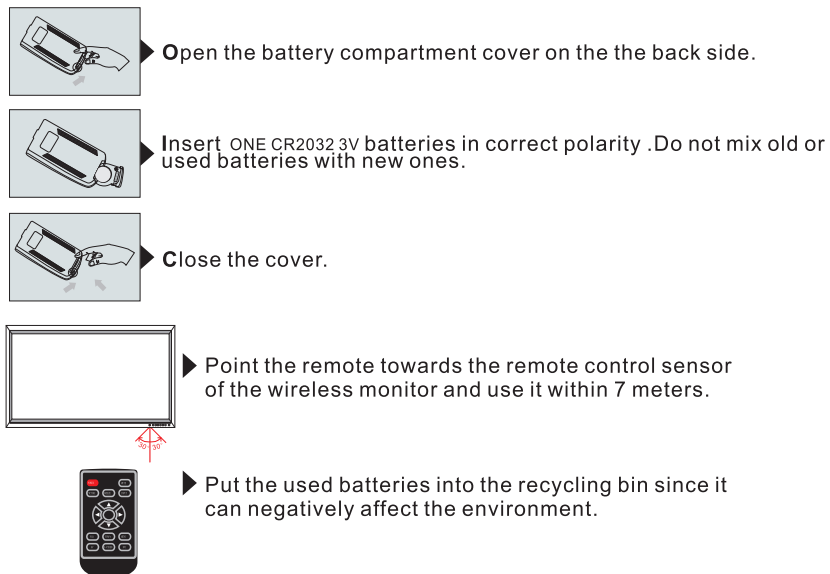 Open the battery compartment cover on the the back side.
Insert ONE CR2032 3V batteries in correct polarity .Do not mix old or
used batteries with new ones.
Close the cover.
Point the remote towards the remote control sensor
of the wireless monitor and use it within 7 meters.
30° 30°
Put the used batteries into the recycling bin since it
can negatively affect the environment.